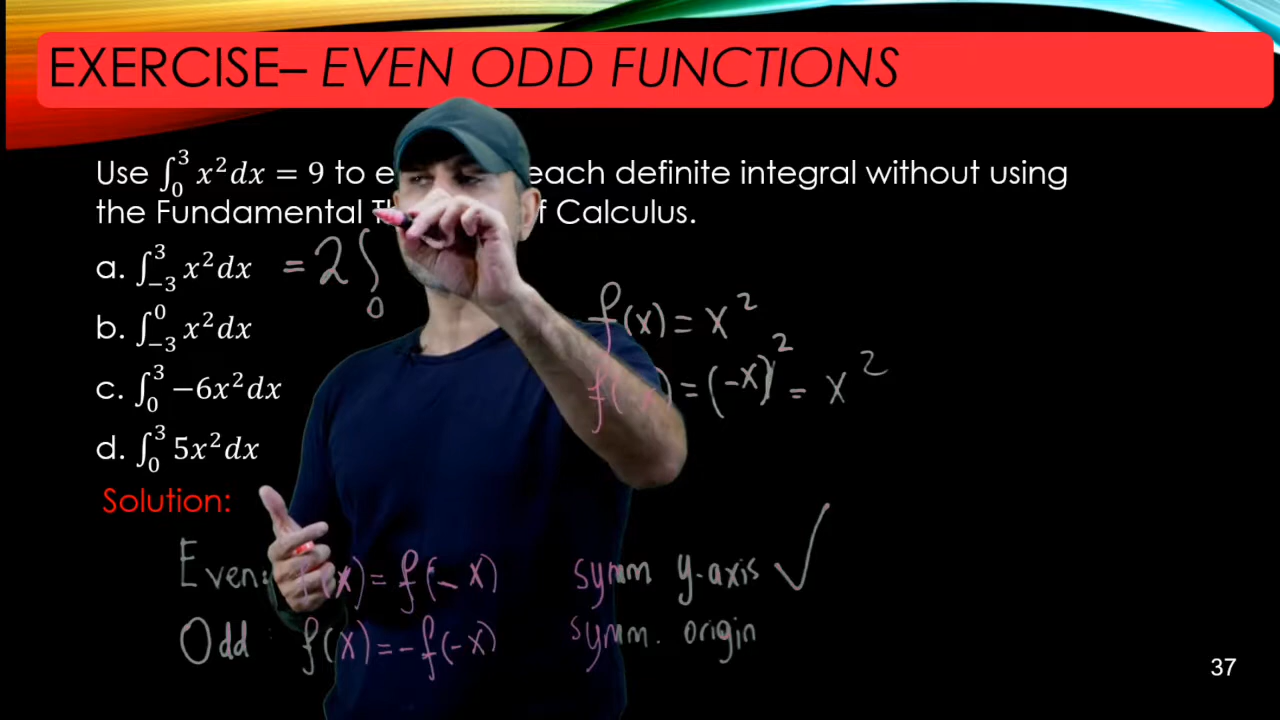 EXERCISE– EVEN ODD FUNCTIONS
Use ∫₀³ x²dx = 9 to each definite integral without using
the Fundamental of Calculus.
a. ∫₋₃³ x²dx = 2 ∫₀
b. ∫₋₃⁰ x²dx
c. ∫₀³ −6x²dx
d. ∫₀³ 5x²dx
f(x) = x²
f( ) = (-x)² = x²
Solution:
Even: f(x) = f(-x) symm y-axis ✓
Odd : f(x) = -f(-x) symm. origin
37